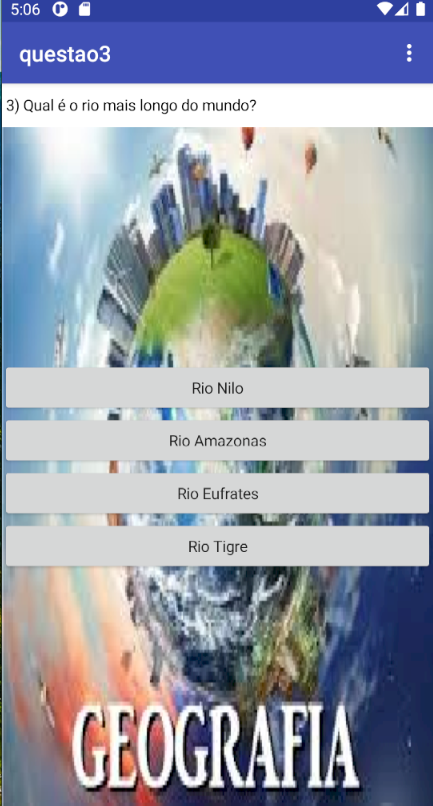 5:06
questao3
3) Qual é o rio mais longo do mundo?
Rio Nilo
Rio Amazonas
Rio Eufrates
Rio Tigre
GEOGRAFIA